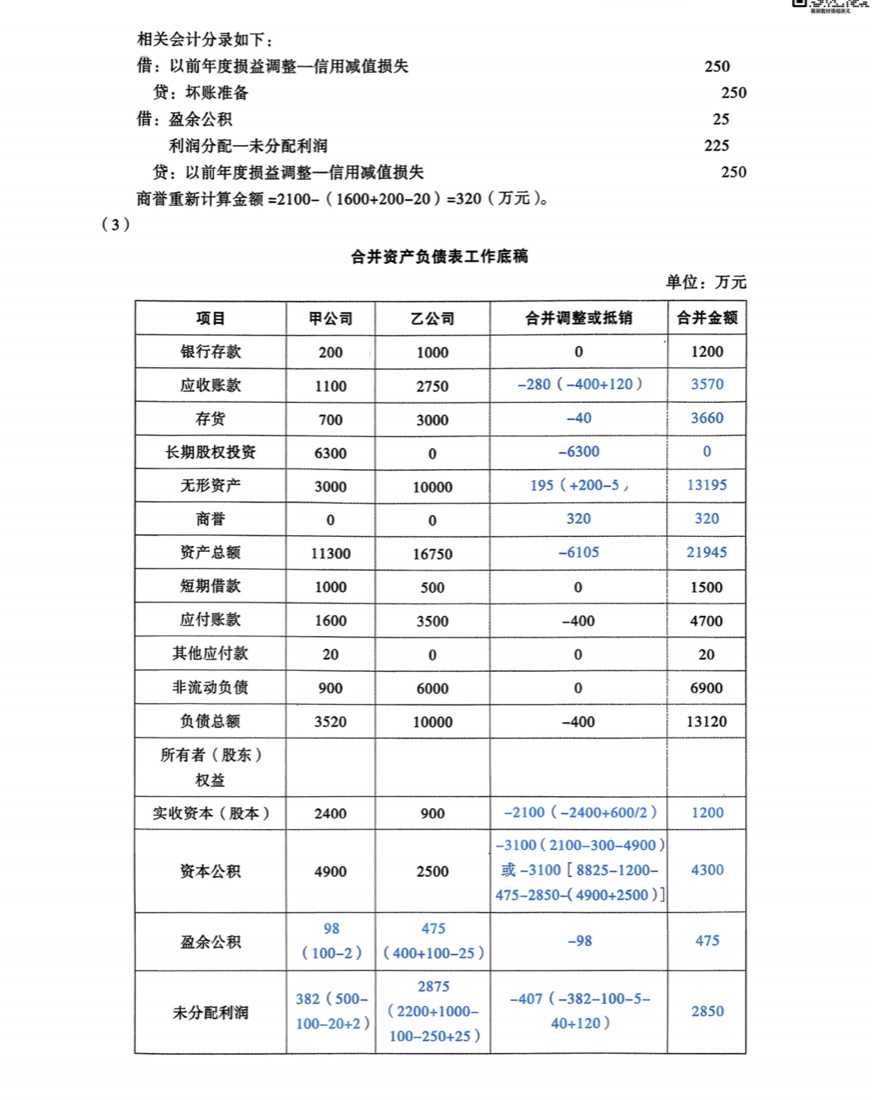 相关会计分录如下：
借：以前年度损益调整—信用减值损失 250
贷：坏账准备 250
借：盈余公积 25
利润分配—未分配利润 225
贷：以前年度损益调整—信用减值损失 250
商誉重新计算金额 =2100-（1600+200-20）=320（万元）。
（3）
合并资产负债表工作底稿
单位：万元
项目 甲公司 乙公司 合并调整或抵销 合并金额
银行存款 200 1000 0 1200
应收账款 1100 2750 -280（-400+120） 3570
存货 700 3000 -40 3660
长期股权投资 6300 0 -6300 0
无形资产 3000 10000 195（+200-5， 13195
商誉 0 0 320 320
资产总额 11300 16750 -6105 21945
短期借款 1000 500 0 1500
应付账款 1600 3500 -400 4700
其他应付款 20 0 0 20
非流动负债 900 6000 0 6900
负债总额 3520 10000 -400 13120
所有者（股东）
权益
实收资本（股本） 2400 900 -2100（-2400+600/2） 1200
资本公积 4900 2500 -3100（2100-300-4900）
或 -3100［8825-1200-
475-2850-（4900+2500）］ 4300
盈余公积 98
（100-2） 475
（400+100-25） -98 475
未分配利润 382（500-
100-20+2） 2875
（2200+1000-
100-250+25） -407（-382-100-5-
40+120） 2850